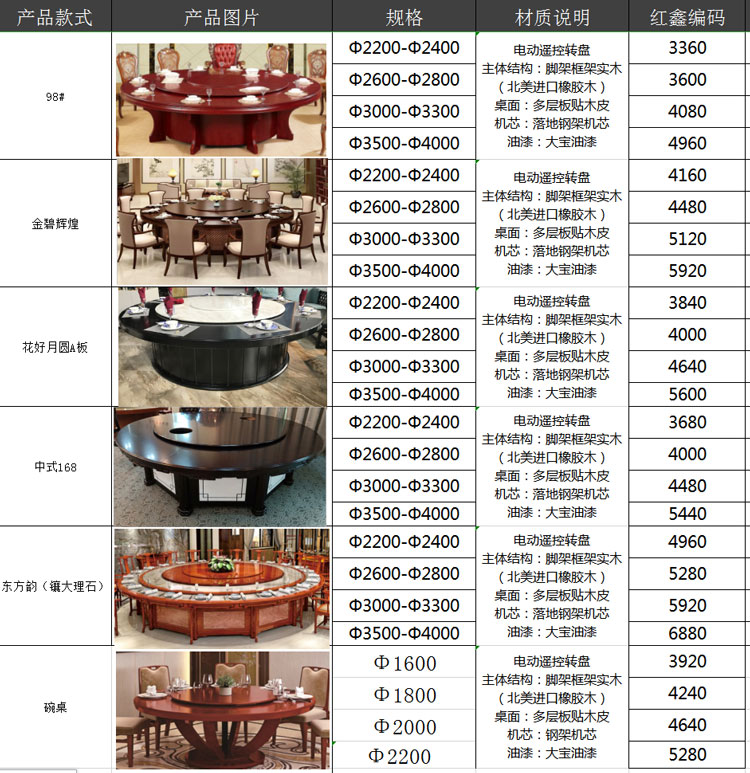 产品款式 产品图片 规格 材质说明 红鑫编码
98#
Φ2200-Φ2400
Φ2600-Φ2800
Φ3000-Φ3300
Φ3500-Φ4000
电动遥控转盘
主体结构：脚架框架实木
（北美进口橡胶木）
桌面：多层板贴木皮
机芯：落地钢架机芯
油漆：大宝油漆
3360
3600
4080
4960
金碧辉煌
Φ2200-Φ2400
Φ2600-Φ2800
Φ3000-Φ3300
Φ3500-Φ4000
电动遥控转盘
主体结构：脚架框架实木
（北美进口橡胶木）
桌面：多层板贴木皮
机芯：落地钢架机芯
油漆：大宝油漆
4160
4480
5120
5920
花好月圆A板
Φ2200-Φ2400
Φ2600-Φ2800
Φ3000-Φ3300
Φ3500-Φ4000
电动遥控转盘
主体结构：脚架框架实木
（北美进口橡胶木）
桌面：多层板贴木皮
机芯：落地钢架机芯
油漆：大宝油漆
3840
4000
4640
5600
中式168
Φ2200-Φ2400
Φ2600-Φ2800
Φ3000-Φ3300
Φ3500-Φ4000
电动遥控转盘
主体结构：脚架框架实木
（北美进口橡胶木）
桌面：多层板贴木皮
机芯：落地钢架机芯
油漆：大宝油漆
3680
4000
4480
5440
东方韵（镶大理石）
Φ2200-Φ2400
Φ2600-Φ2800
Φ3000-Φ3300
Φ3500-Φ4000
电动遥控转盘
主体结构：脚架框架实木
（北美进口橡胶木）
桌面：多层板贴木皮
机芯：落地钢架机芯
油漆：大宝油漆
4960
5280
5920
6880
碗桌
Φ1600
Φ1800
Φ2000
Φ2200
电动遥控转盘
主体结构：脚架框架实木
（北美进口橡胶木）
桌面：多层板贴木皮
机芯：钢架机芯
油漆：大宝油漆
3920
4240
4640
5280